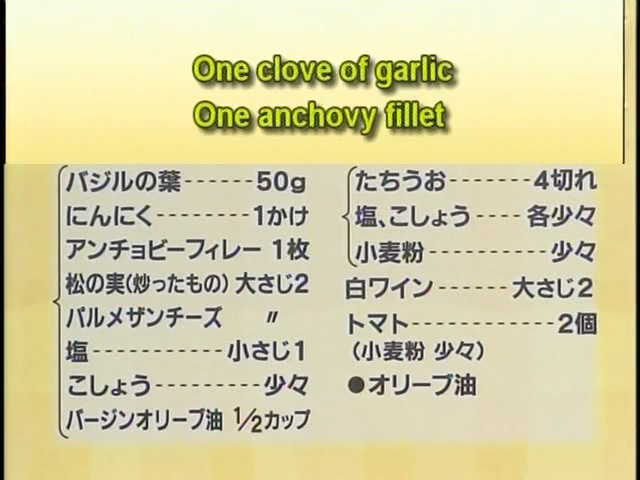 One clove of garlic
One anchovy fillet
バジルの葉------50g
にんにく--------1かけ
アンチョビーフィレー 1枚
松の実(炒ったもの) 大さじ2
パルメザンチーズ 〃
塩-----------小さじ1
こしょう---------少々
バージンオリーブ油 1/2カップ
たちうお-------4切れ
塩、こしょう----各少々
小麦粉-----------少々
白ワイン------大さじ2
トマト------------2個
(小麦粉 少々)
●オリーブ油